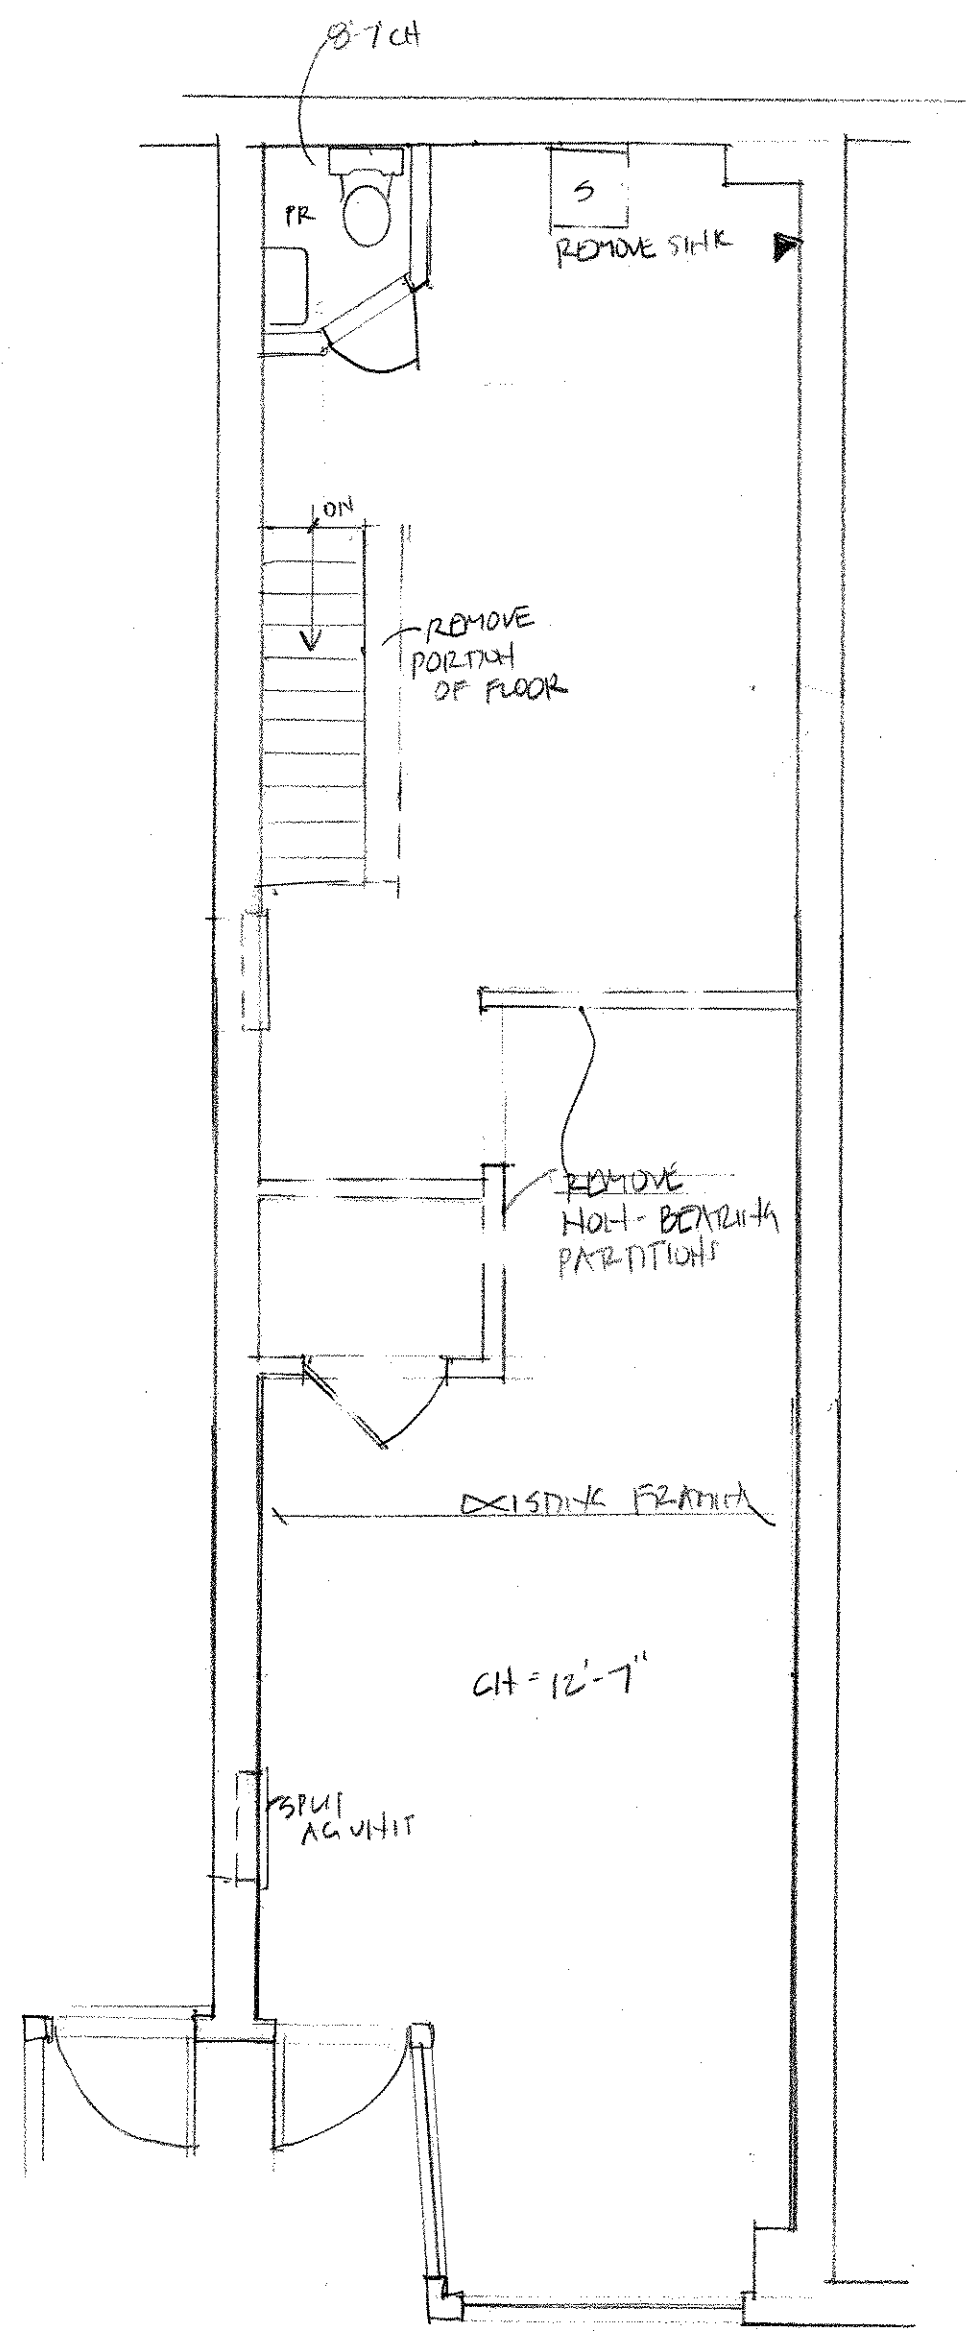 8'-7" CH
PR
S
REMOVE SINK
DN
REMOVE
PORTION
OF FLOOR
REMOVE
NON-BEARING
PARTITIONS
EXISTING FRAMING
CH = 12'-7"
SPLIT
AC UNIT